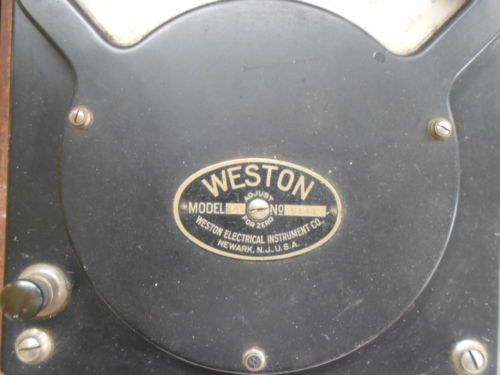 WESTON
ADJUST
MODEL No
FOR ZERO
WESTON ELECTRICAL INSTRUMENT CO.
NEWARK, N.J., U.S.A.